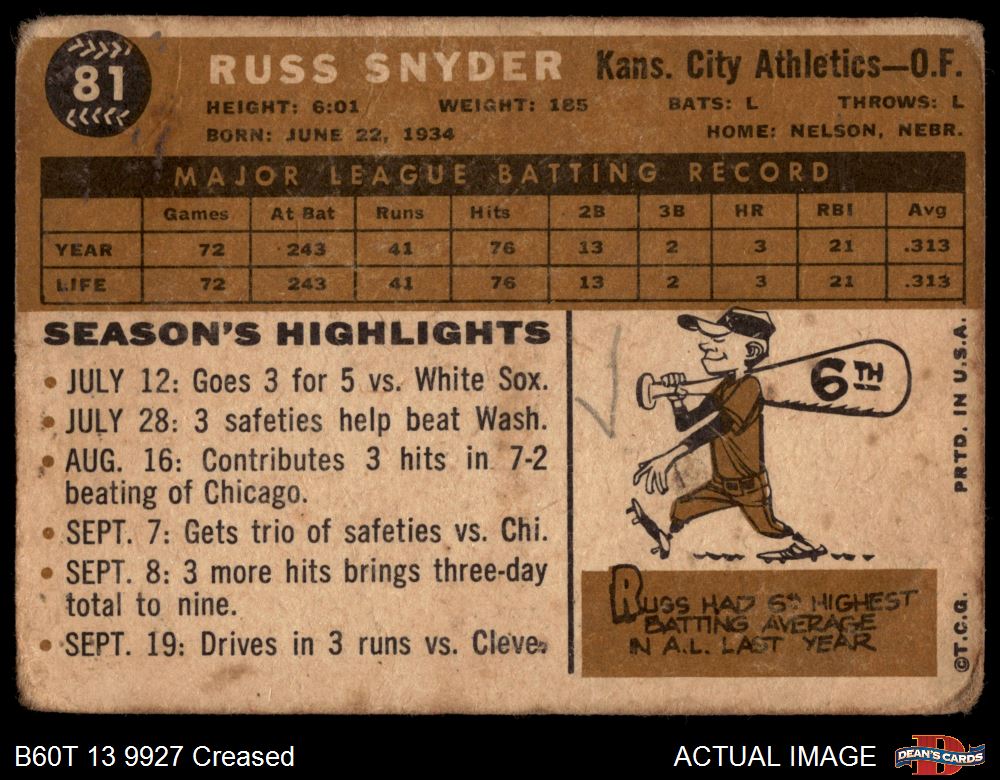 81
RUSS SNYDER Kans. City Athletics—O.F.
HEIGHT: 6:01 WEIGHT: 185 BATS: L THROWS: L
BORN: JUNE 22, 1934 HOME: NELSON, NEBR.
MAJOR LEAGUE BATTING RECORD
Games At Bat Runs Hits 2B 3B HR RBI Avg
YEAR 72 243 41 76 13 2 3 21 .313
LIFE 72 243 41 76 13 2 3 21 .313
SEASON'S HIGHLIGHTS
• JULY 12: Goes 3 for 5 vs. White Sox.
• JULY 28: 3 safeties help beat Wash.
• AUG. 16: Contributes 3 hits in 7-2
beating of Chicago.
• SEPT. 7: Gets trio of safeties vs. Chi.
• SEPT. 8: 3 more hits brings three-day
total to nine.
• SEPT. 19: Drives in 3 runs vs. Cleve.
6TH
RUSS HAD 6TH HIGHEST
BATTING AVERAGE
IN A.L. LAST YEAR
PRTD. IN U.S.A.
©T.C.G.
B60T 13 9927 Creased
ACTUAL IMAGE
DEAN'S CARDS